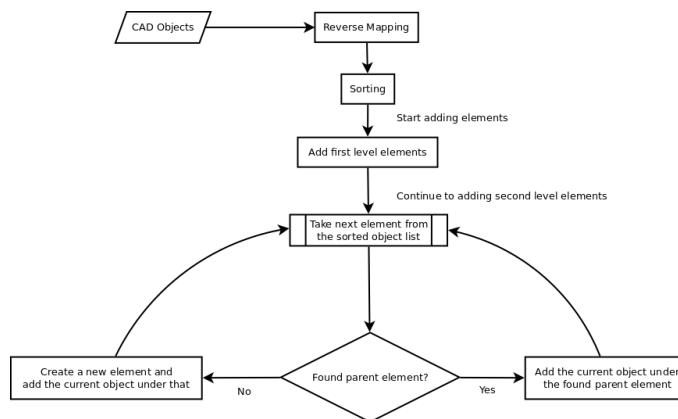 CAD Objects
Reverse Mapping
Sorting
Start adding elements
Add first level elements
Continue to adding second level elements
Take next element from
the sorted object list
Create a new element and
add the current object under that
No
Found parent element?
Yes
Add the current object under
the found parent element